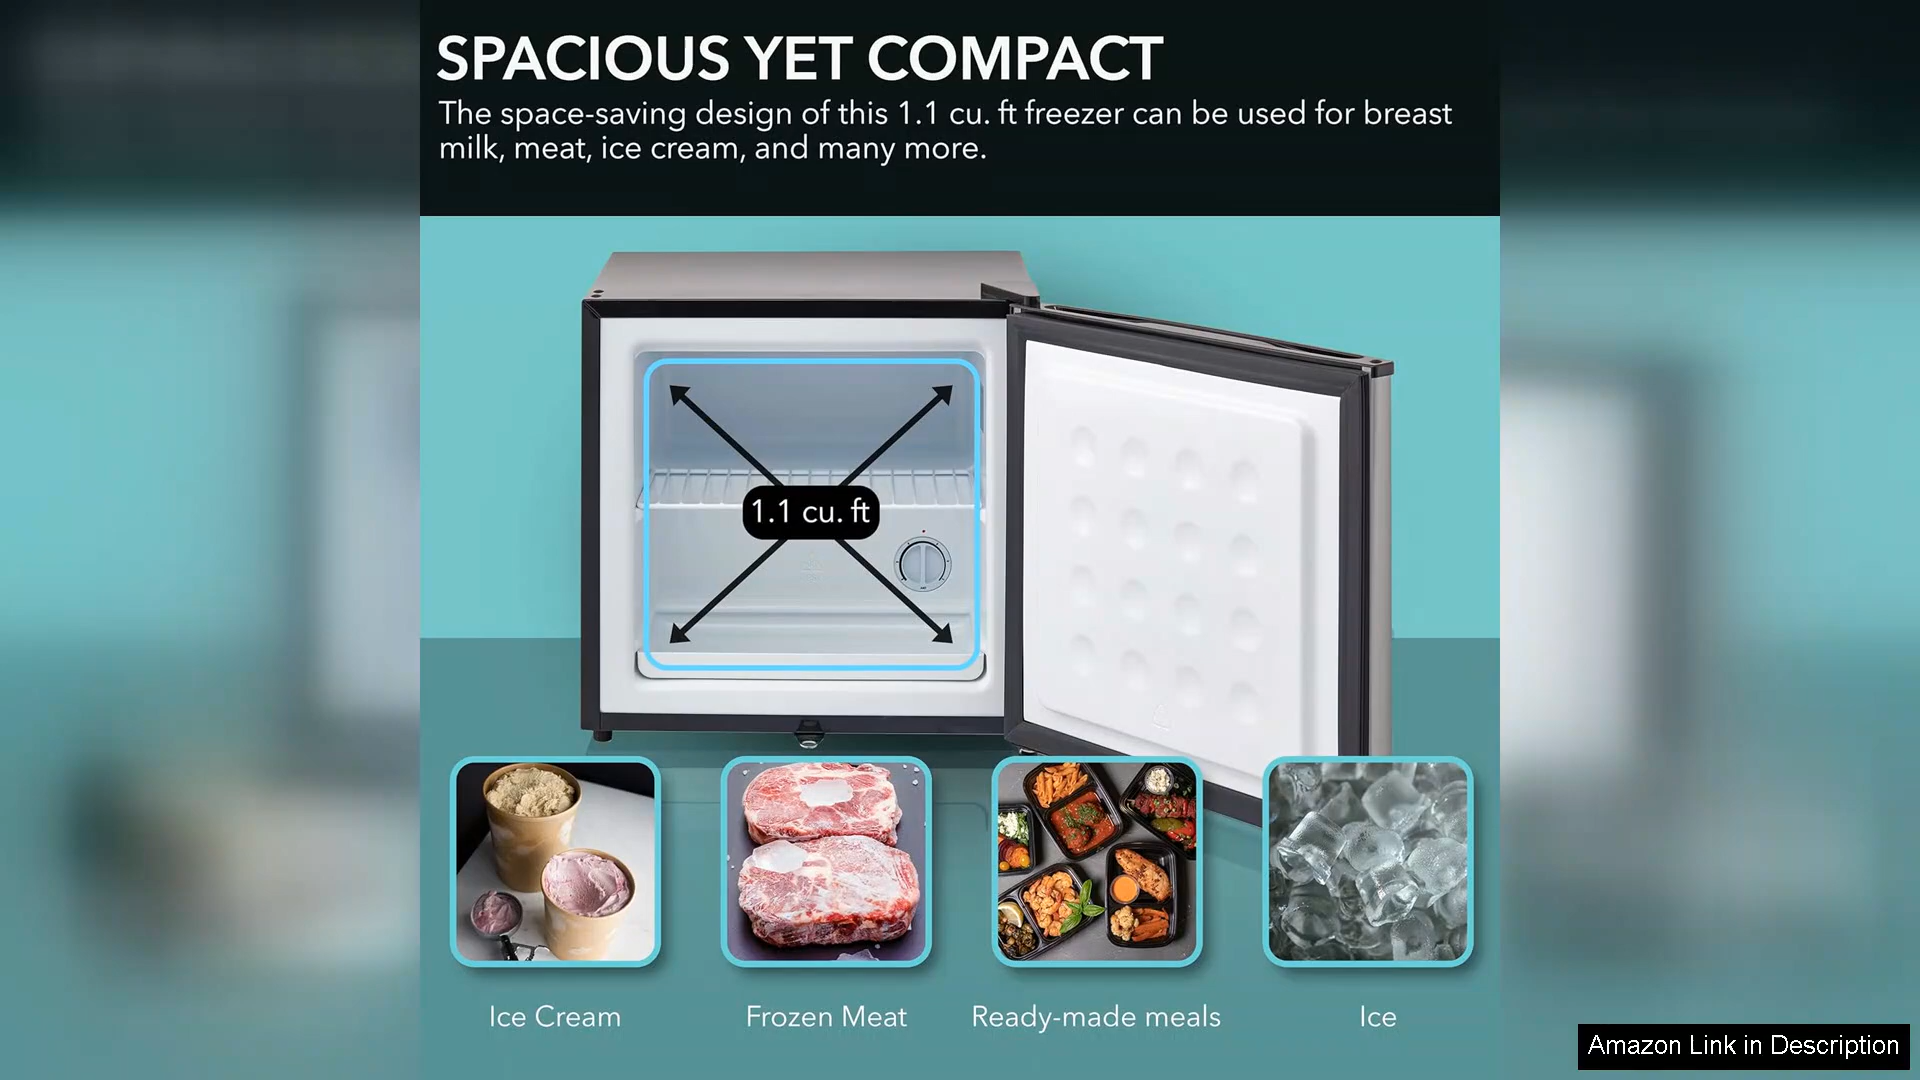 SPACIOUS YET COMPACT
The space-saving design of this 1.1 cu. ft freezer can be used for breast
milk, meat, ice cream, and many more.
1.1 cu. ft
Ice Cream
Frozen Meat
Ready-made meals
Ice
Amazon Link in Description